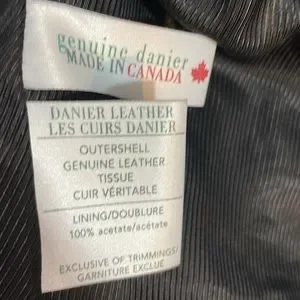 genuine danier
MADE IN CANADA
DANIER LEATHER
LES CUIRS DANIER
OUTERSHELL
GENUINE LEATHER
TISSUE
CUIR VÉRITABLE
LINING/DOUBLURE
100% acetate/acétate
EXCLUSIVE OF TRIMMINGS/
GARNITURE EXCLUE